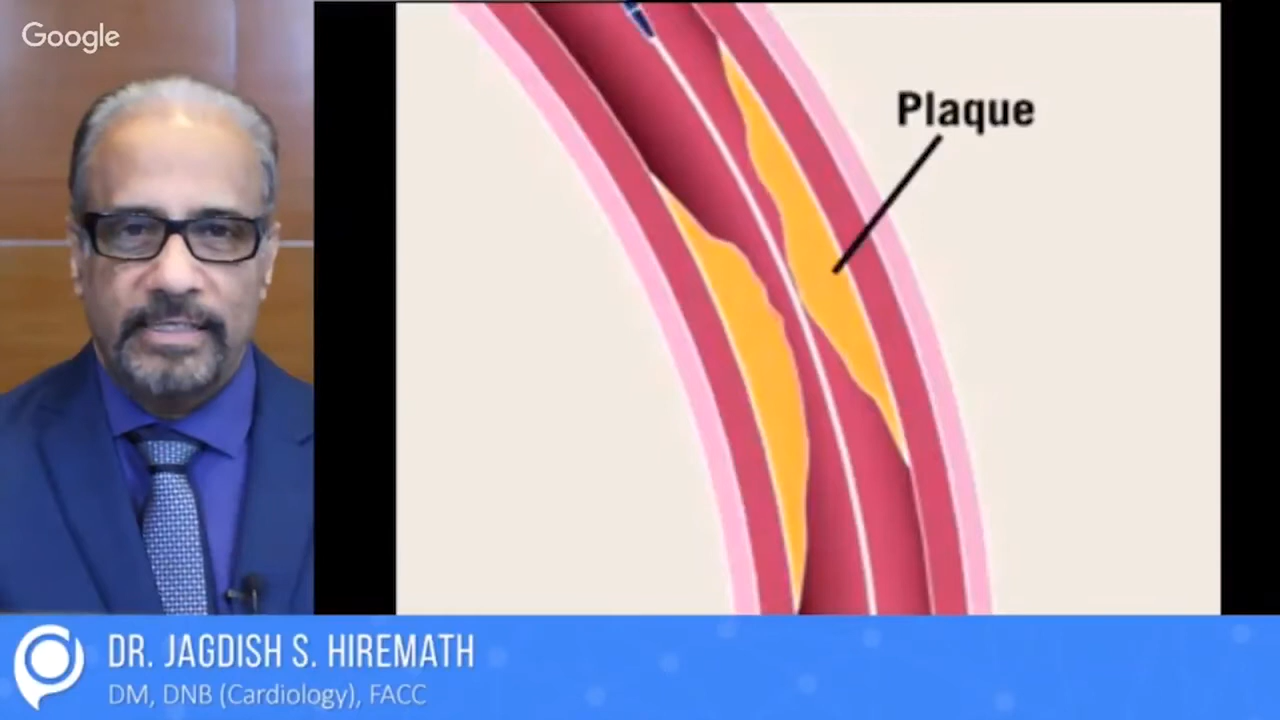 Google
Plaque
DR. JAGDISH S. HIREMATH
DM, DNB (Cardiology), FACC